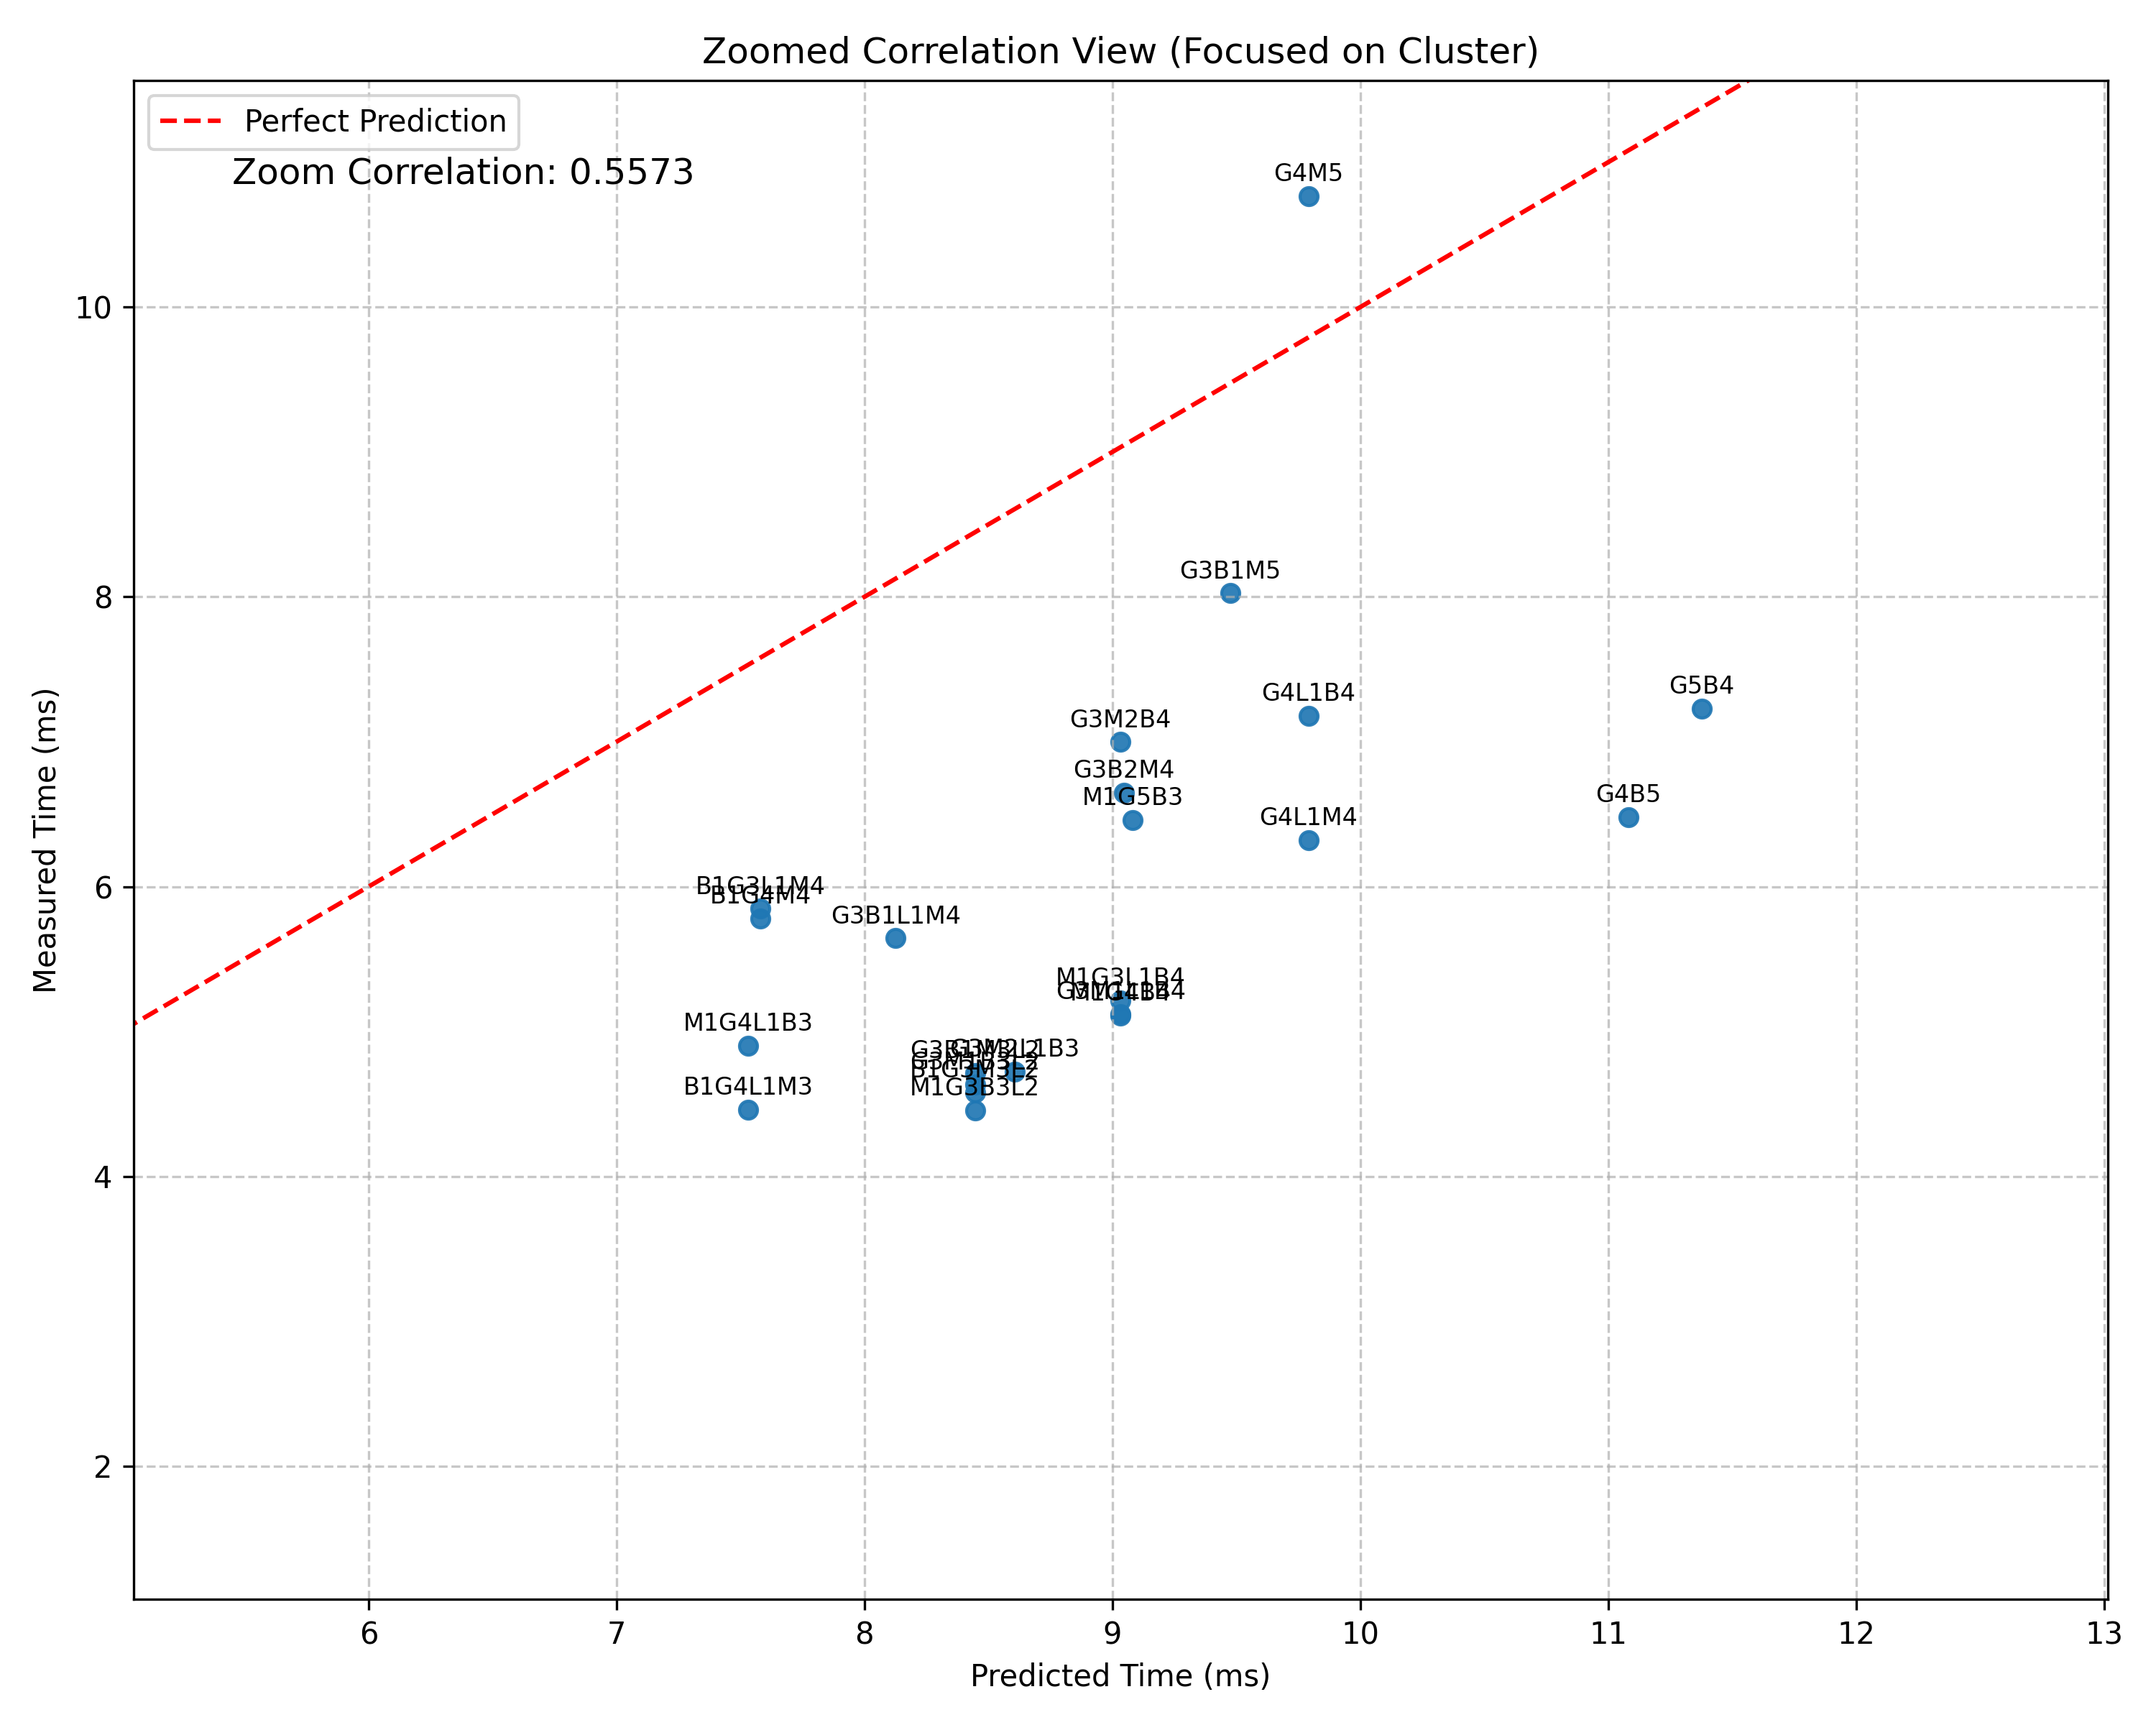 Zoomed Correlation View (Focused on Cluster)
Perfect Prediction
Zoom Correlation: 0.5573
G4M5
10
G3B1M5
8
G5B4
G4L1B4
G3M2B4
G3B2M4
G4B5
M1G5B3
G4L1M4
6
B1G3L1M4
B1G4M4
G3B1L1M4
M1G3L1B4
M1G4L1B3
G3M2L1B3
B1G3M3L2
B1G4L1M3
M1G3B3L2
4
2
6 7 8 9 10 11 12 13
Measured Time (ms)
Predicted Time (ms)